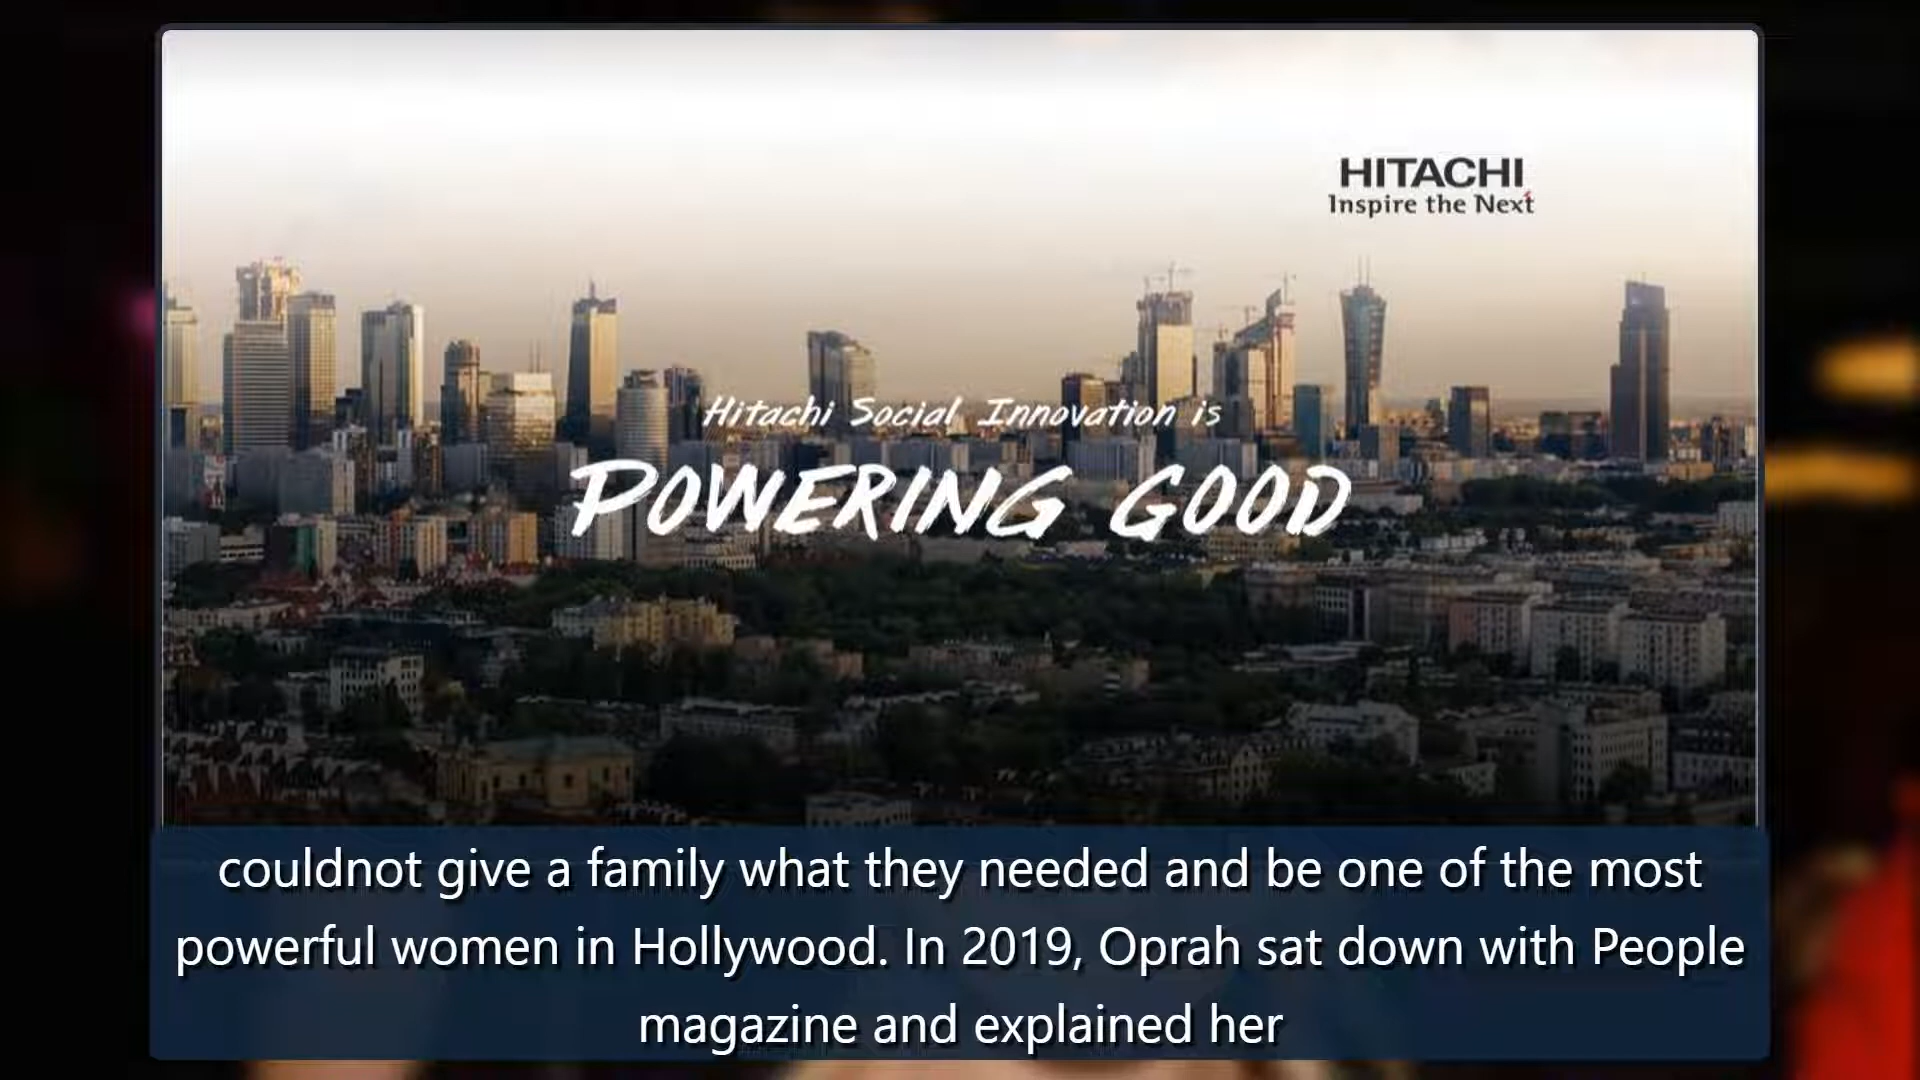 HITACHI
Inspire the Next
Hitachi Social Innovation is
POWERING GOOD
couldnot give a family what they needed and be one of the most
powerful women in Hollywood. In 2019, Oprah sat down with People
magazine and explained her